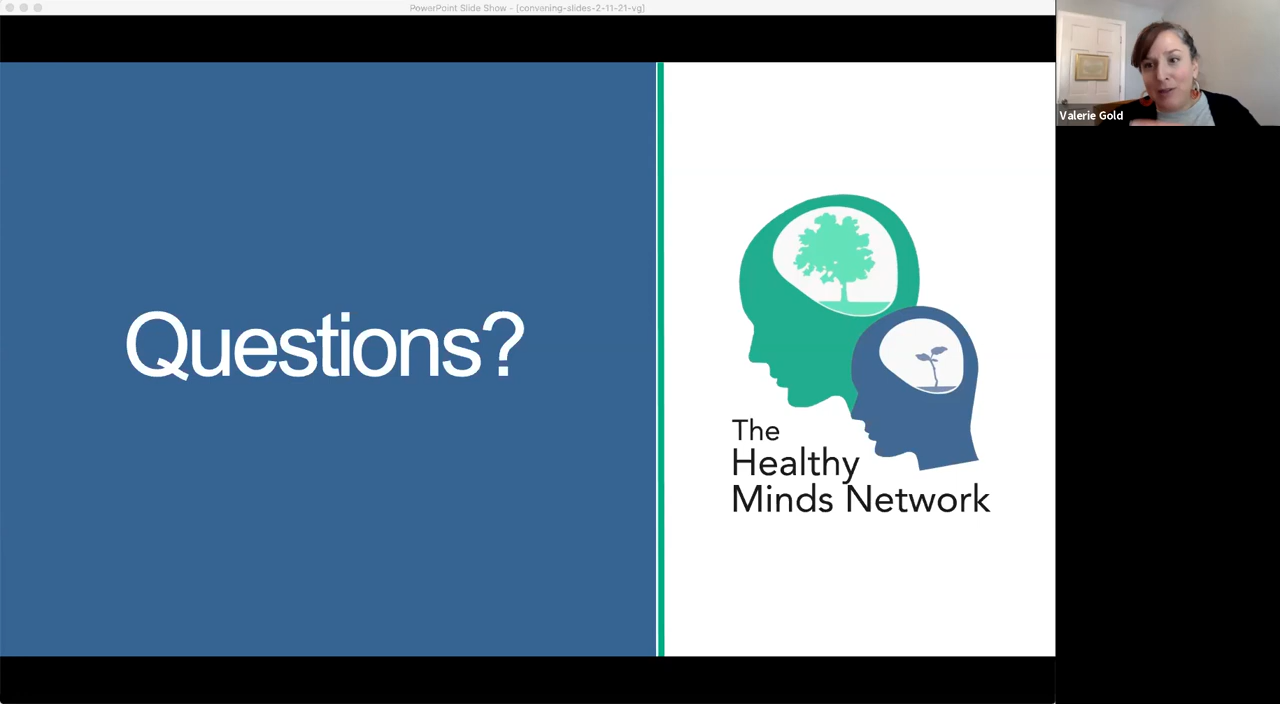 PowerPoint Slide Show - [convening-slides-2-11-21-vg]
Valerie Gold
Questions?
The
Healthy
Minds Network